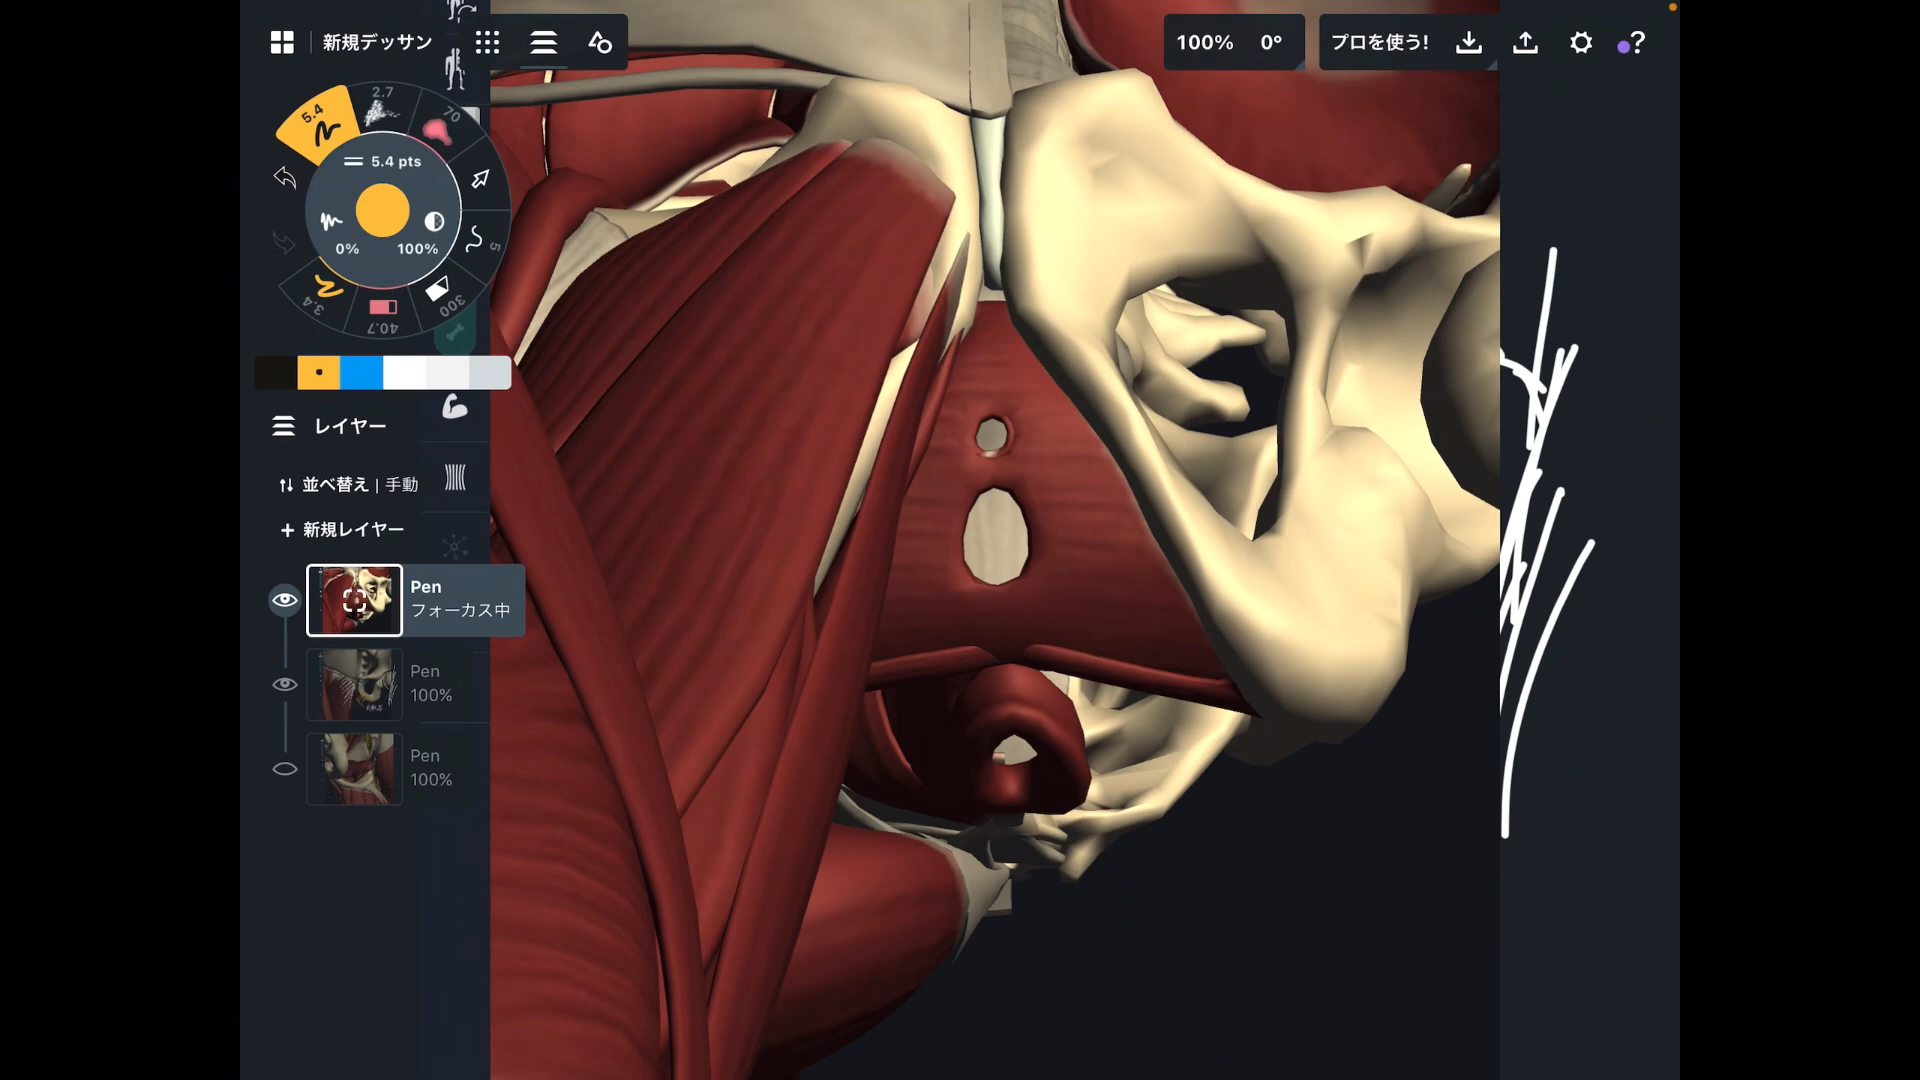 新規デッサン
100% 0°
プロを使う!
?
2.7
5.4
70
5.4 pts
0% 100%
5
3.4
40.7
300
レイヤー
並べ替え | 手動
+ 新規レイヤー
Pen
フォーカス中
Pen
100%
Pen
100%